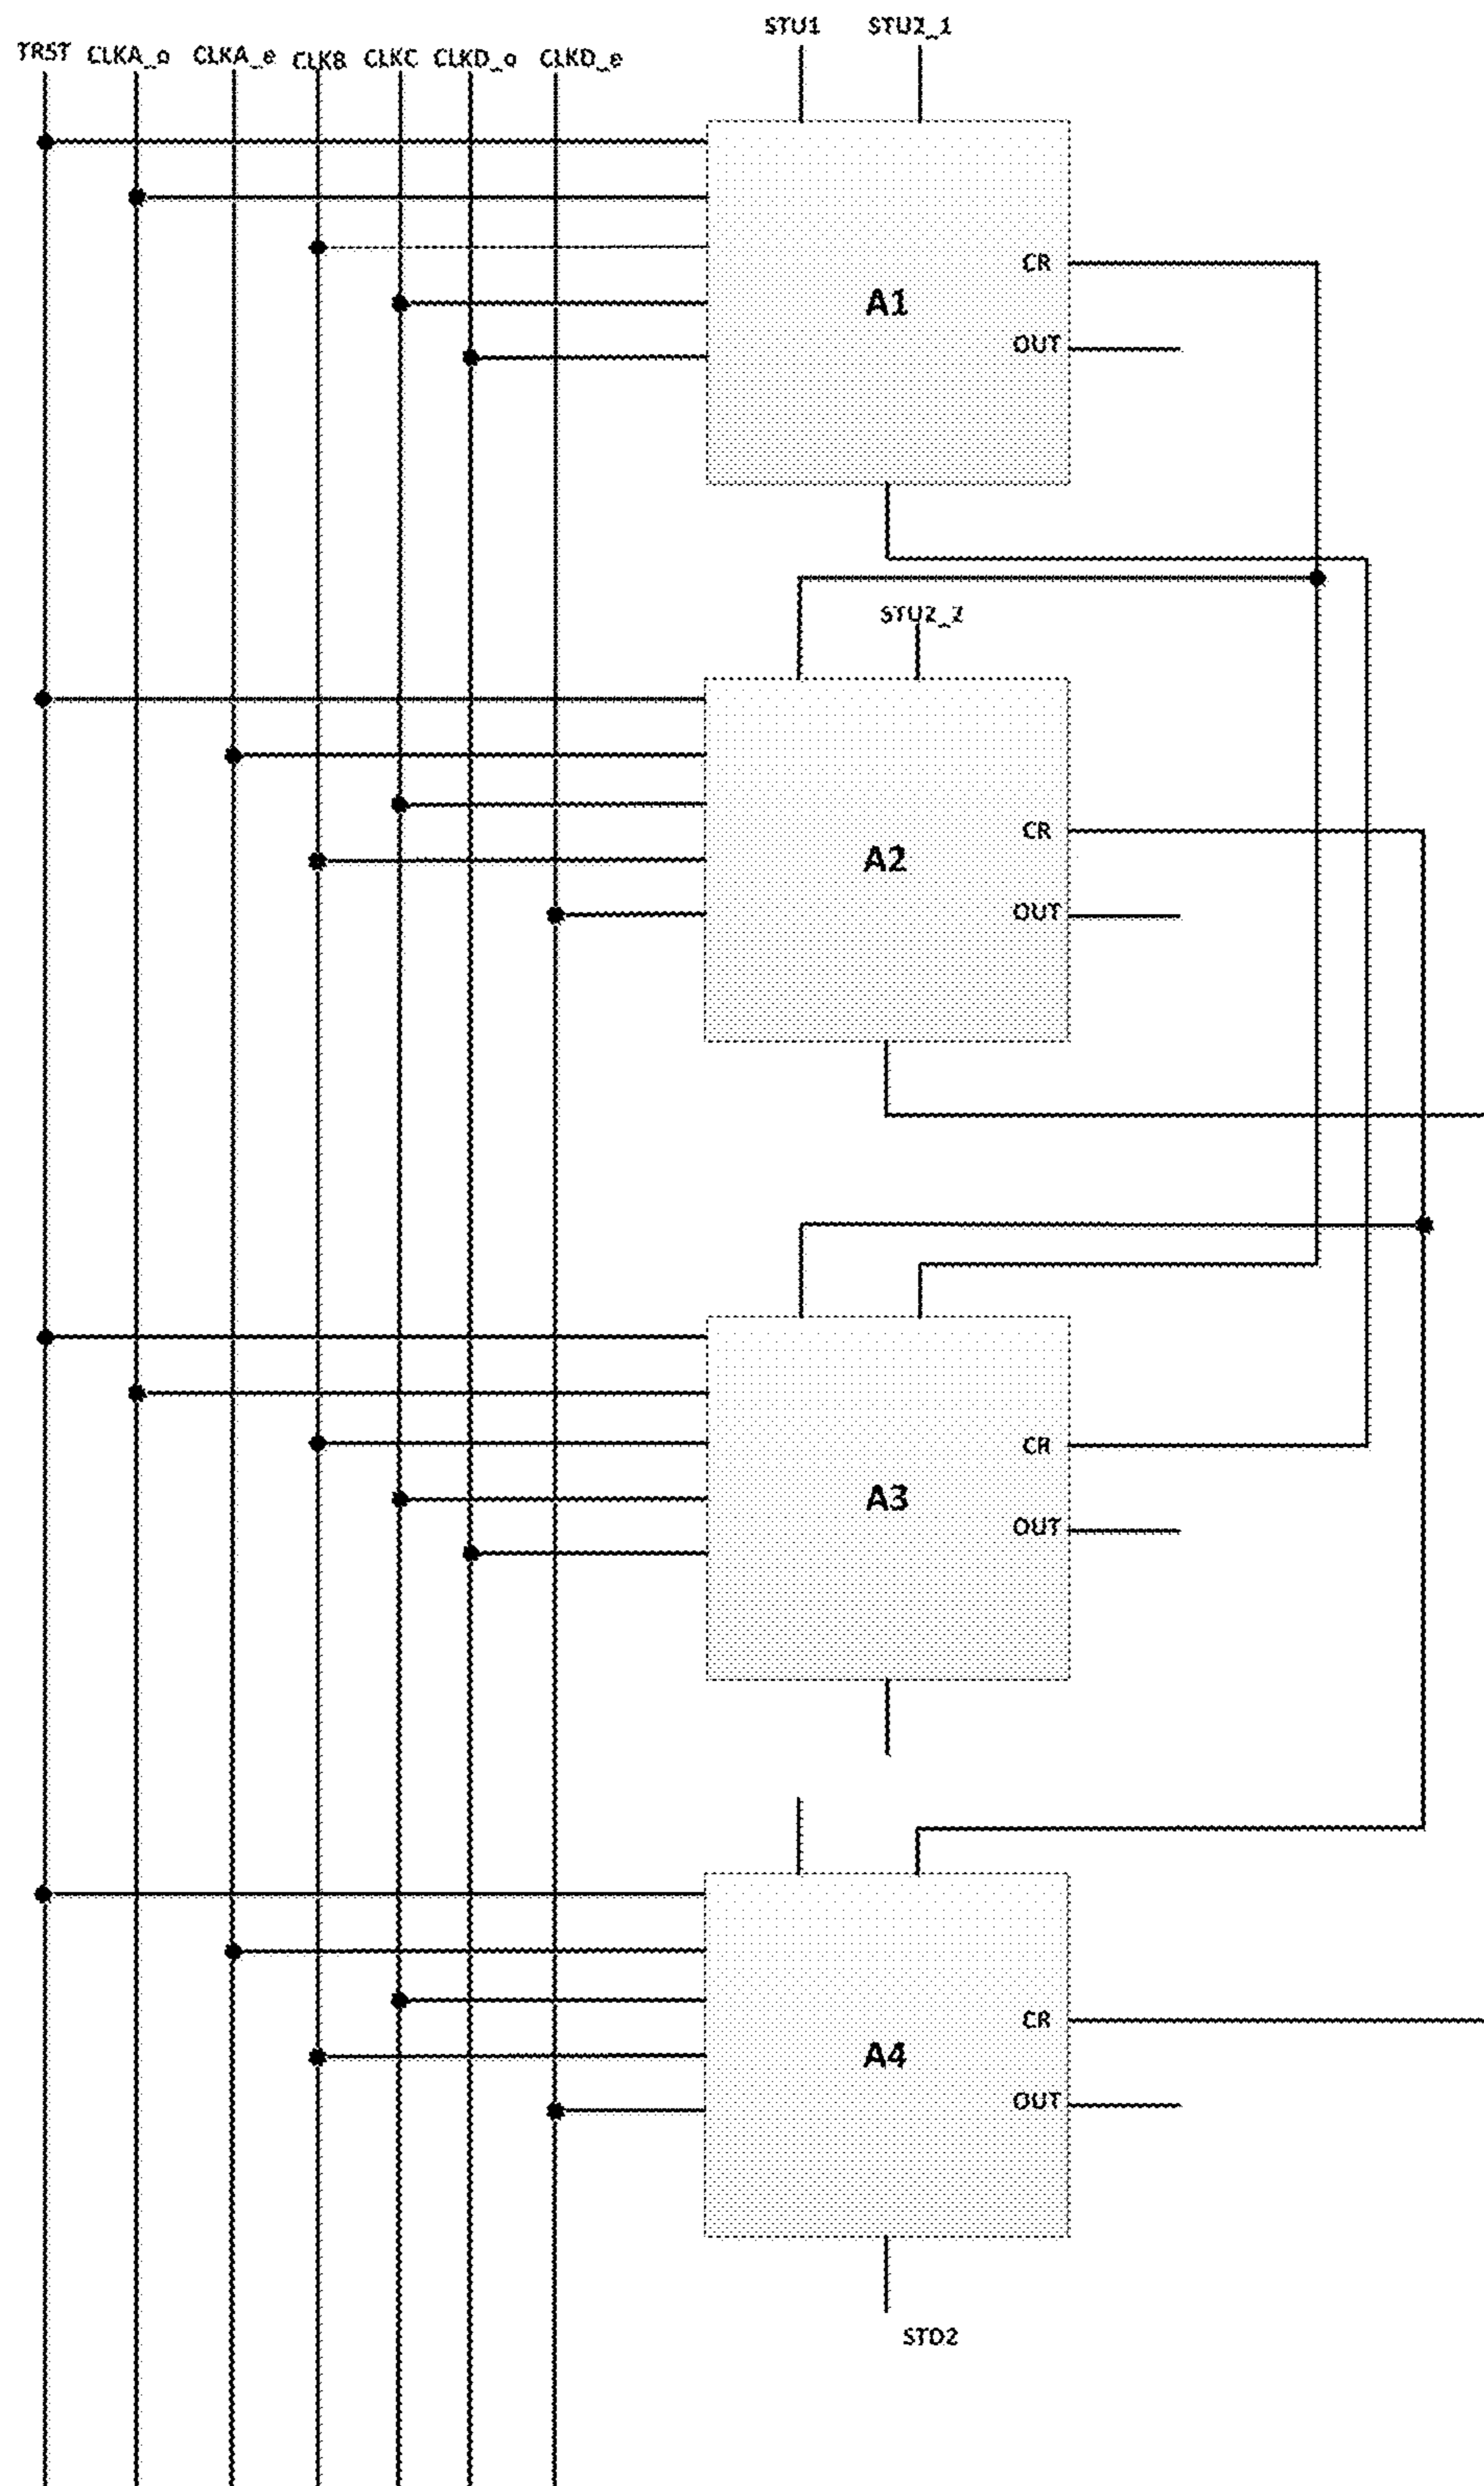 STU1 STU2_1
TRST CLKA_o CLKA_e CLKB CLKC CLKD_o CLKD_e
CR
A1
OUT
STU2_2
CR
A2
OUT
CR
A3
OUT
CR
A4
OUT
STD2